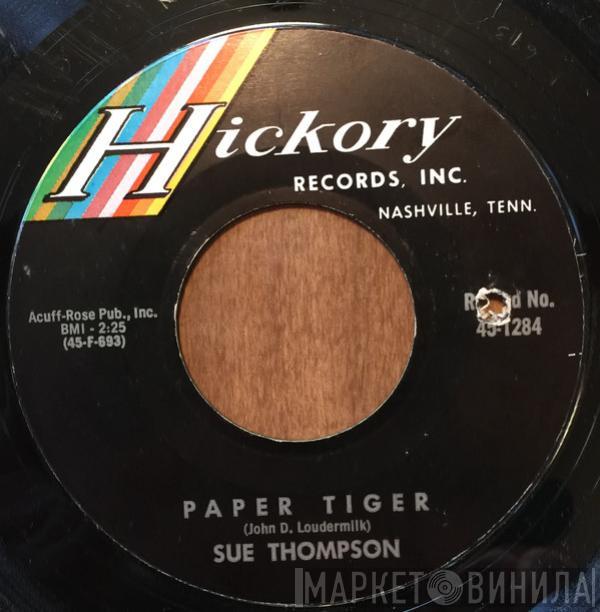 Hickory
RECORDS, INC.
NASHVILLE, TENN.
Acuff-Rose Pub., Inc.
BMI - 2:25
(45-F-693)
No.
45-1284
PAPER TIGER
(John D. Loudermilk)
SUE THOMPSON
МАРКЕТ ВИНИЛА